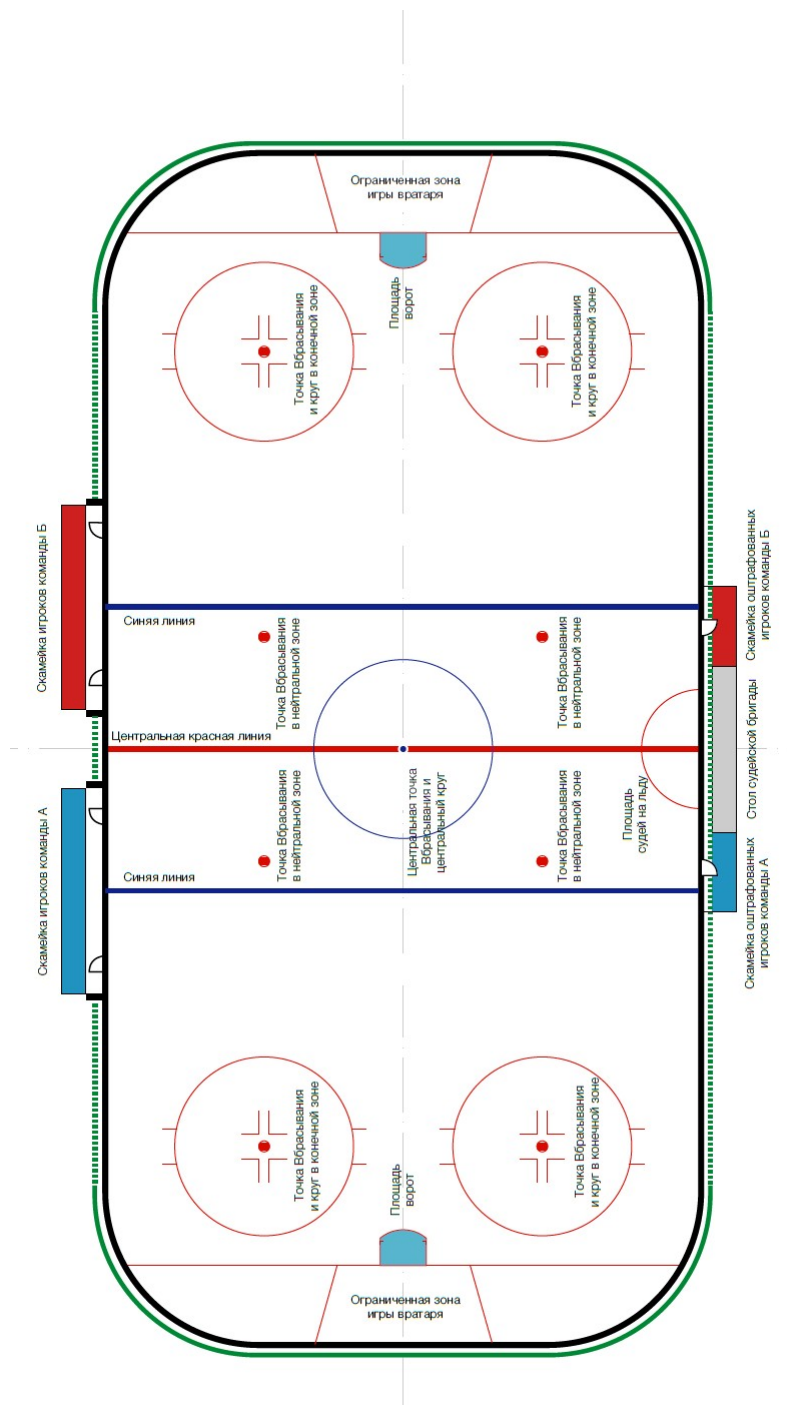 Ограниченная зона
игры вратаря
Площадь
ворот
Точка Вбрасывания
и круг в конечной зоне
Точка Вбрасывания
и круг в конечной зоне
Скамейка игроков команды Б
Скамейка оштрафованных
игроков команды Б
Синяя линия
Точка Вбрасывания
в нейтральной зоне
Точка Вбрасывания
в нейтральной зоне
Центральная красная линия
Стол судейской бригады
Скамейка игроков команды А
Точка Вбрасывания
в нейтральной зоне
Центральная точка
Вбрасывания и
центральный круг
Точка Вбрасывания
в нейтральной зоне
Площадь
судей на льду
Синяя линия
Скамейка оштрафованных
игроков команды А
Точка Вбрасывания
и круг в конечной зоне
Точка Вбрасывания
и круг в конечной зоне
Площадь
ворот
Ограниченная зона
игры вратаря